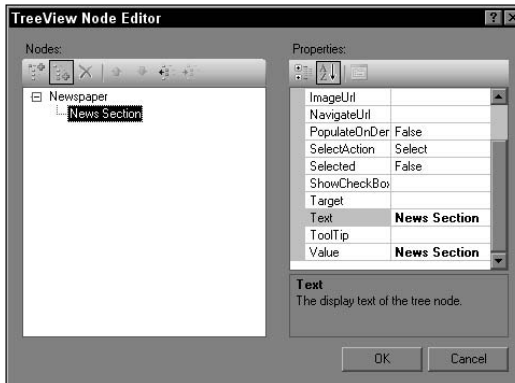 TreeView Node Editor
Nodes:
Newspaper
News Section
Properties:
ImageUrl
NavigateUrl
PopulateOnDer False
SelectAction Select
Selected False
ShowCheckBox
Target
Text News Section
ToolTip
Value News Section
Text
The display text of the tree node.
OK Cancel